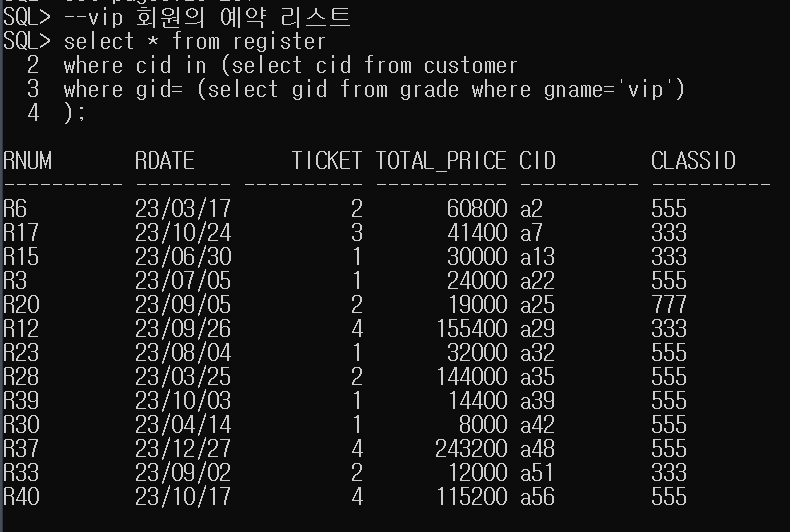 SQL> --vip 회원의 예약 리스트
SQL> select * from register
  2  where cid in (select cid from customer
  3  where gid= (select gid from grade where gname='vip')
  4  );
RNUM       RDATE        TICKET TOTAL_PRICE CID        CLASSID
---------- -------- ---------- ----------- ---------- ----------
R6         23/03/17          2       60800 a2         555
R17        23/10/24          3       41400 a7         333
R15        23/06/30          1       30000 a13        333
R3         23/07/05          1       24000 a22        555
R20        23/09/05          2       19000 a25        777
R12        23/09/26          4      155400 a29        333
R23        23/08/04          1       32000 a32        555
R28        23/03/25          2      144000 a35        555
R39        23/10/03          1       14400 a39        555
R30        23/04/14          1        8000 a42        555
R37        23/12/27          4      243200 a48        555
R33        23/09/02          2       12000 a51        333
R40        23/10/17          4      115200 a56        555